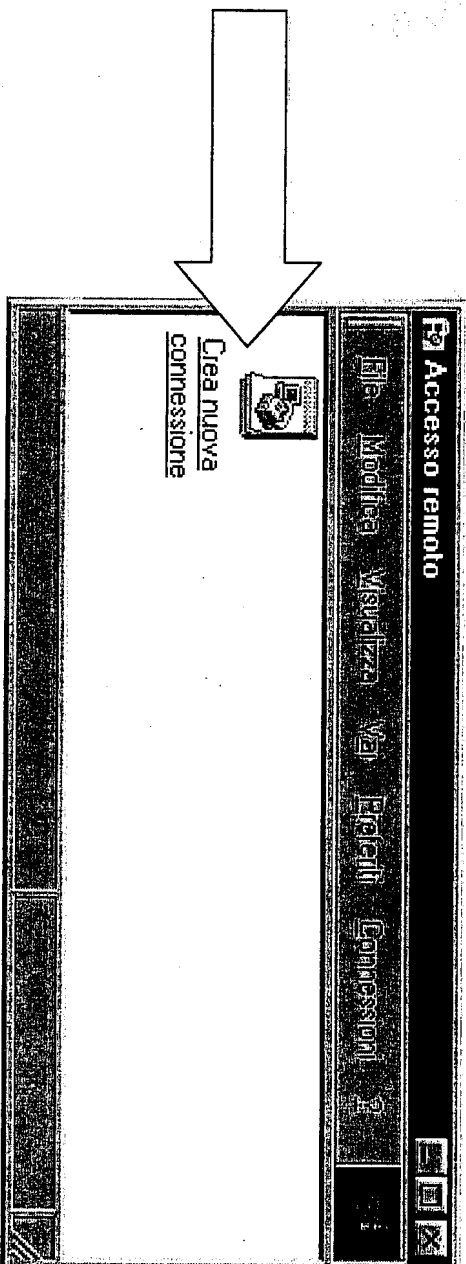 Accesso remoto
File Modifica Visualizza Vai Preferiti Connessioni ?
Crea nuova
connessione